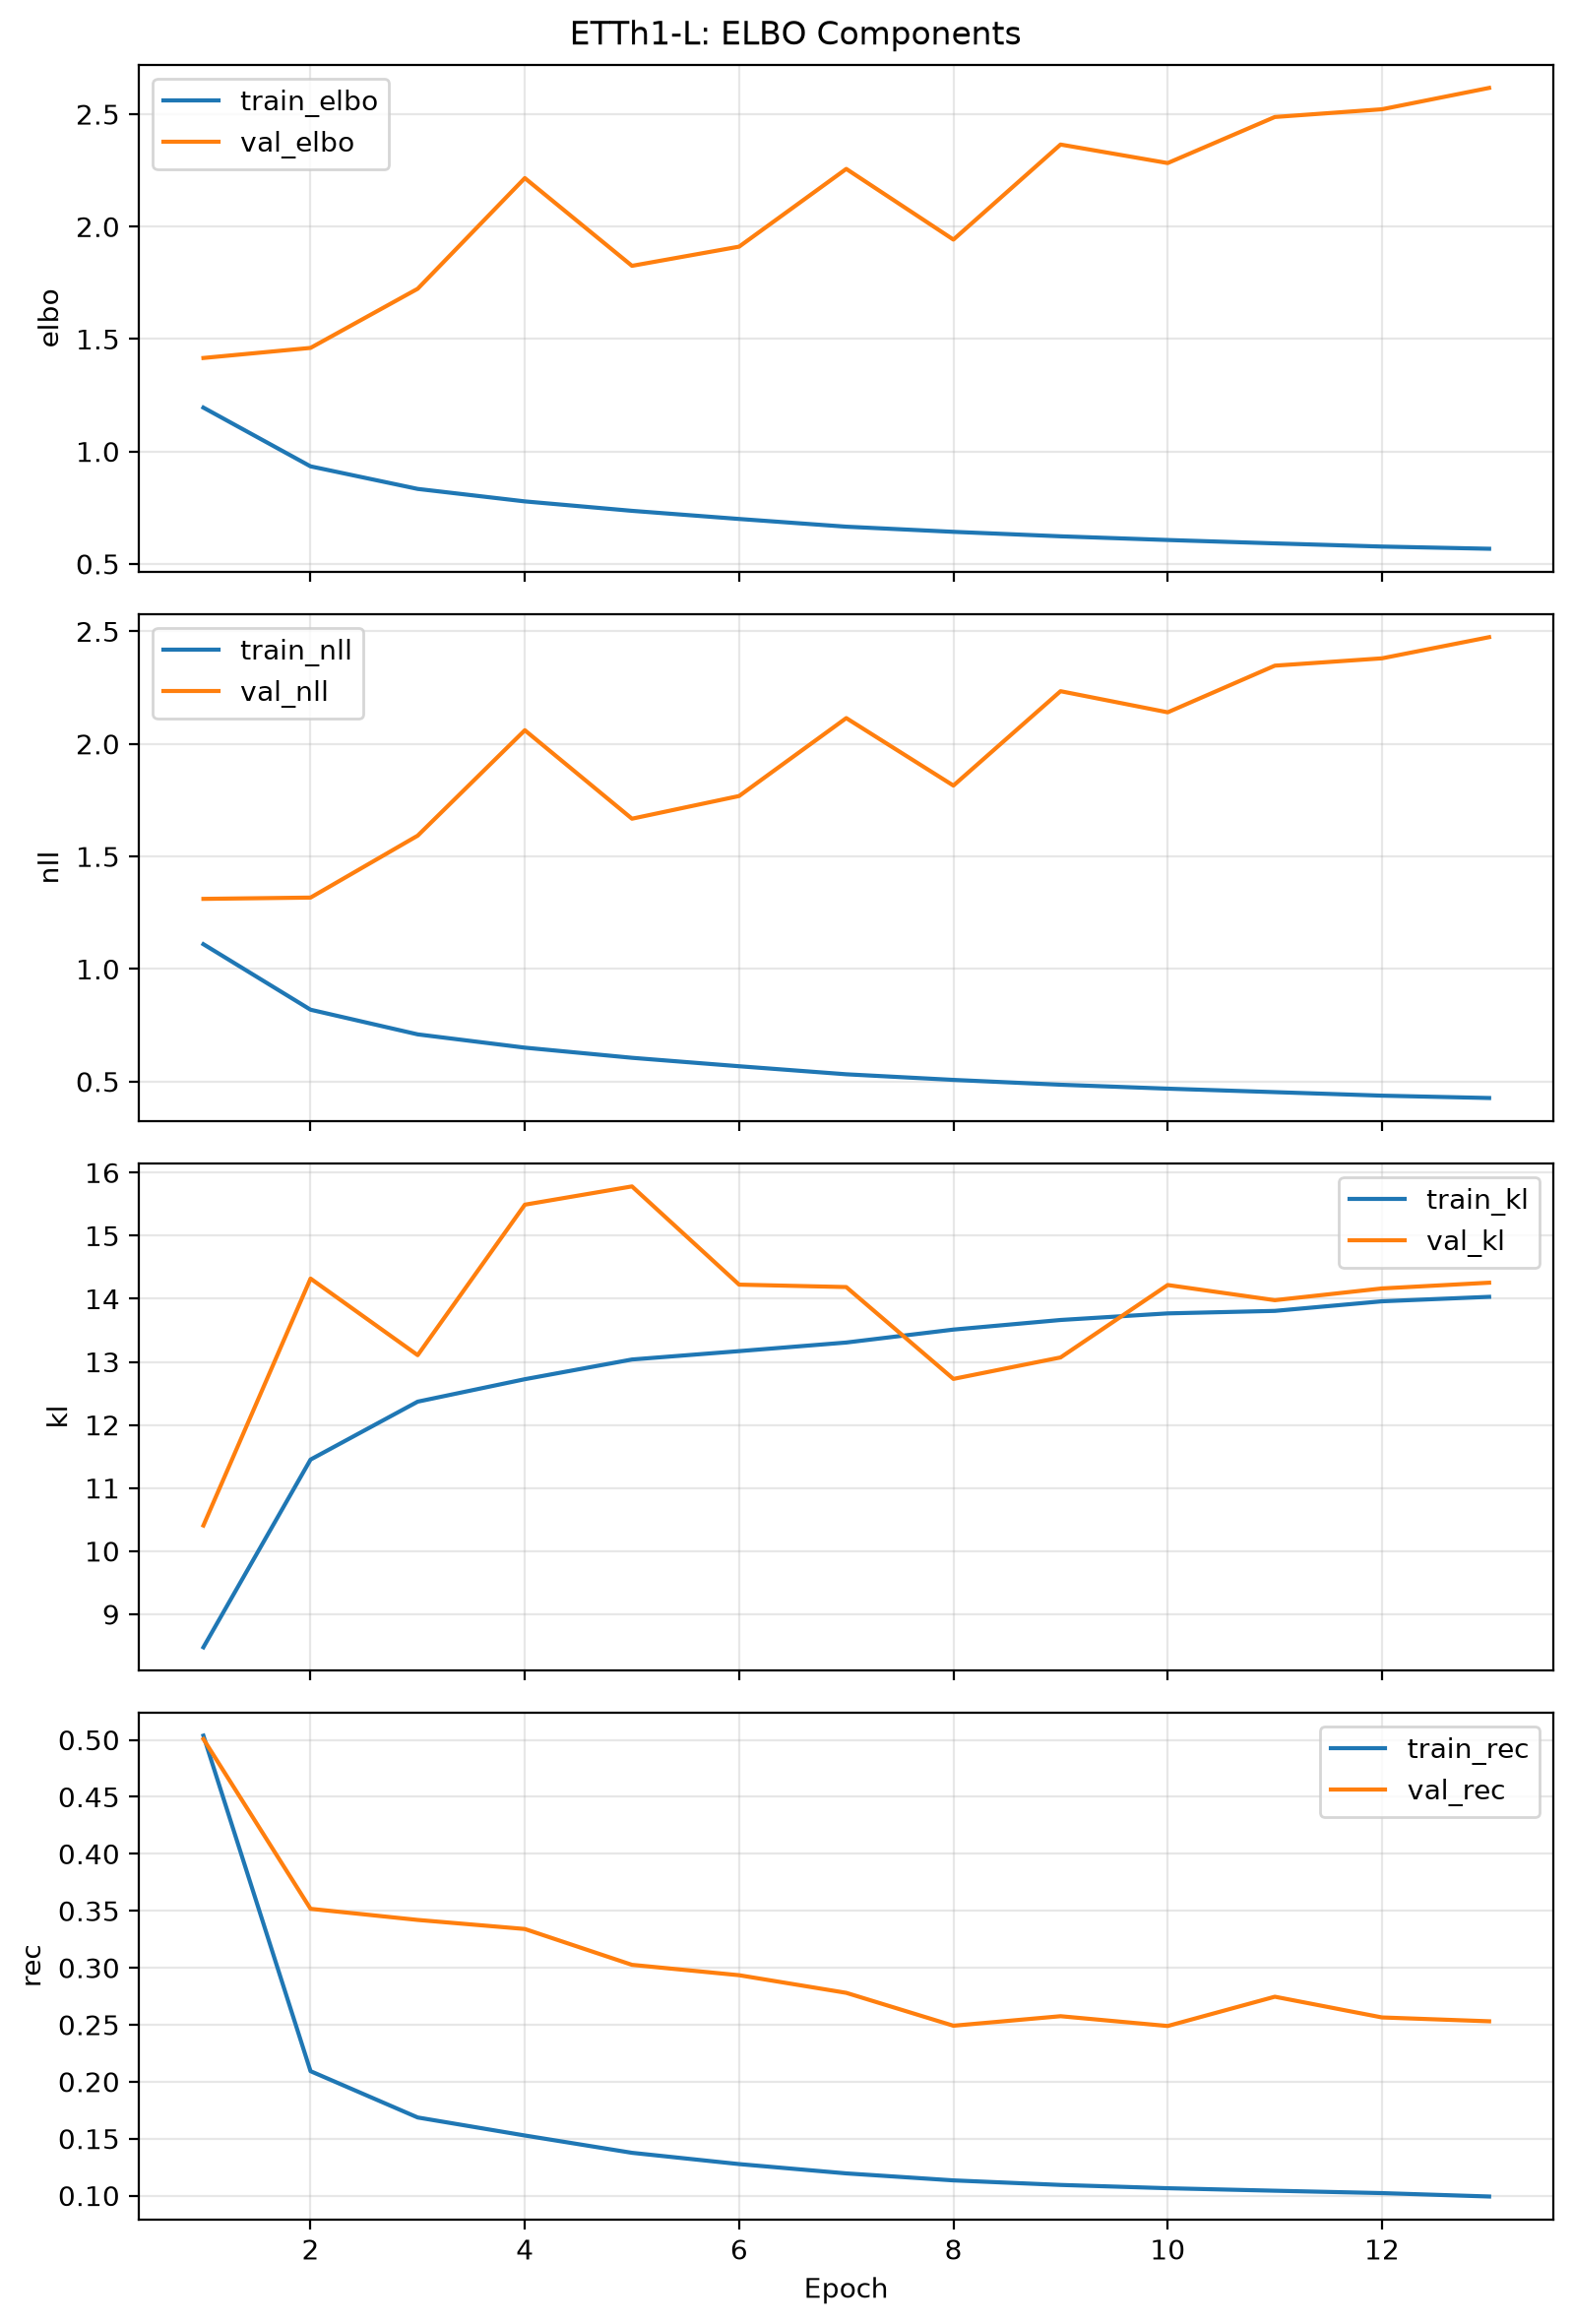 ETTh1-L: ELBO Components
train_elbo
val_elbo
2.5
2.0
1.5
1.0
0.5
elbo
train_nll
val_nll
2.5
2.0
1.5
1.0
0.5
nll
train_kl
val_kl
16
15
14
13
12
11
10
9
kl
train_rec
val_rec
0.50
0.45
0.40
0.35
0.30
0.25
0.20
0.15
0.10
rec
2 4 6 8 10 12
Epoch